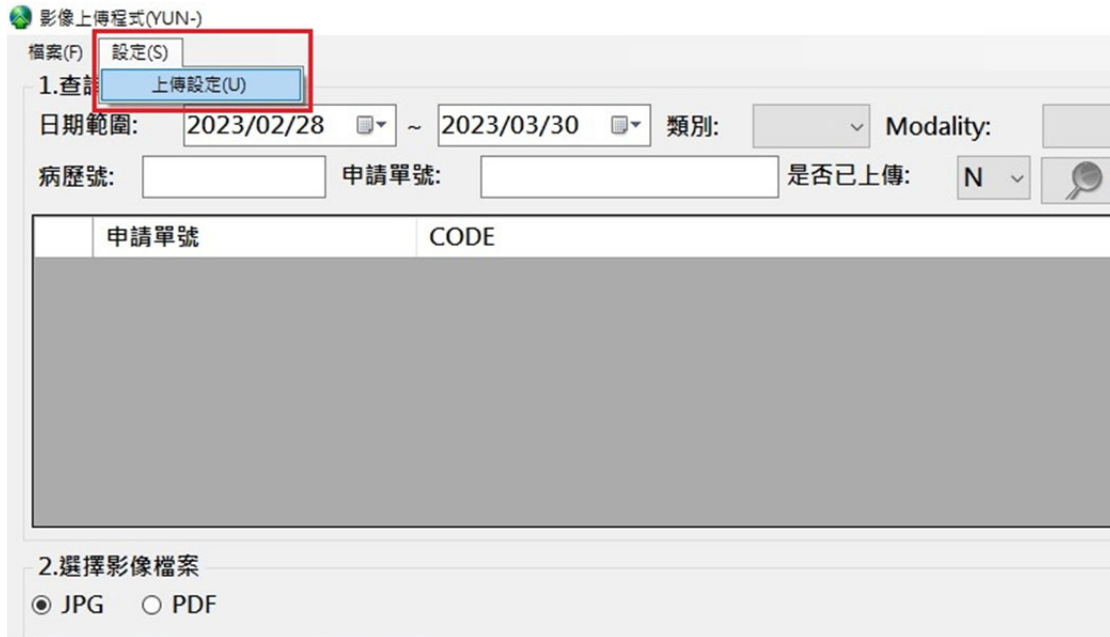 影像上傳程式(YUN-)
檔案(F) 設定(S)
上傳設定(U)
1.查
日期範圍: 2023/02/28 ~ 2023/03/30 類別: Modality:
病歷號: 申請單號: 是否已上傳: N
申請單號 CODE
2.選擇影像檔案
JPG PDF